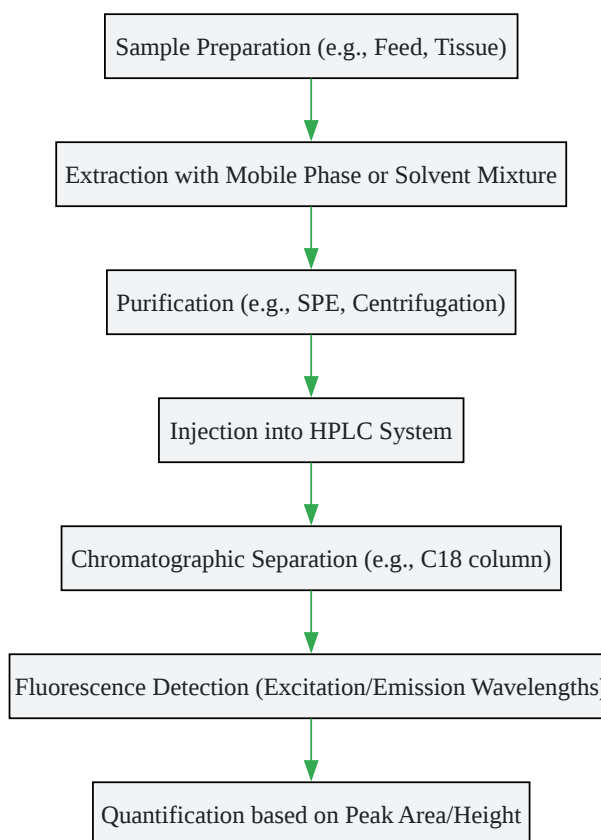 Sample Preparation (e.g., Feed, Tissue)
Extraction with Mobile Phase or Solvent Mixture
Purification (e.g., SPE, Centrifugation)
Injection into HPLC System
Chromatographic Separation (e.g., C18 column)
Fluorescence Detection (Excitation/Emission Wavelengths)
Quantification based on Peak Area/Height